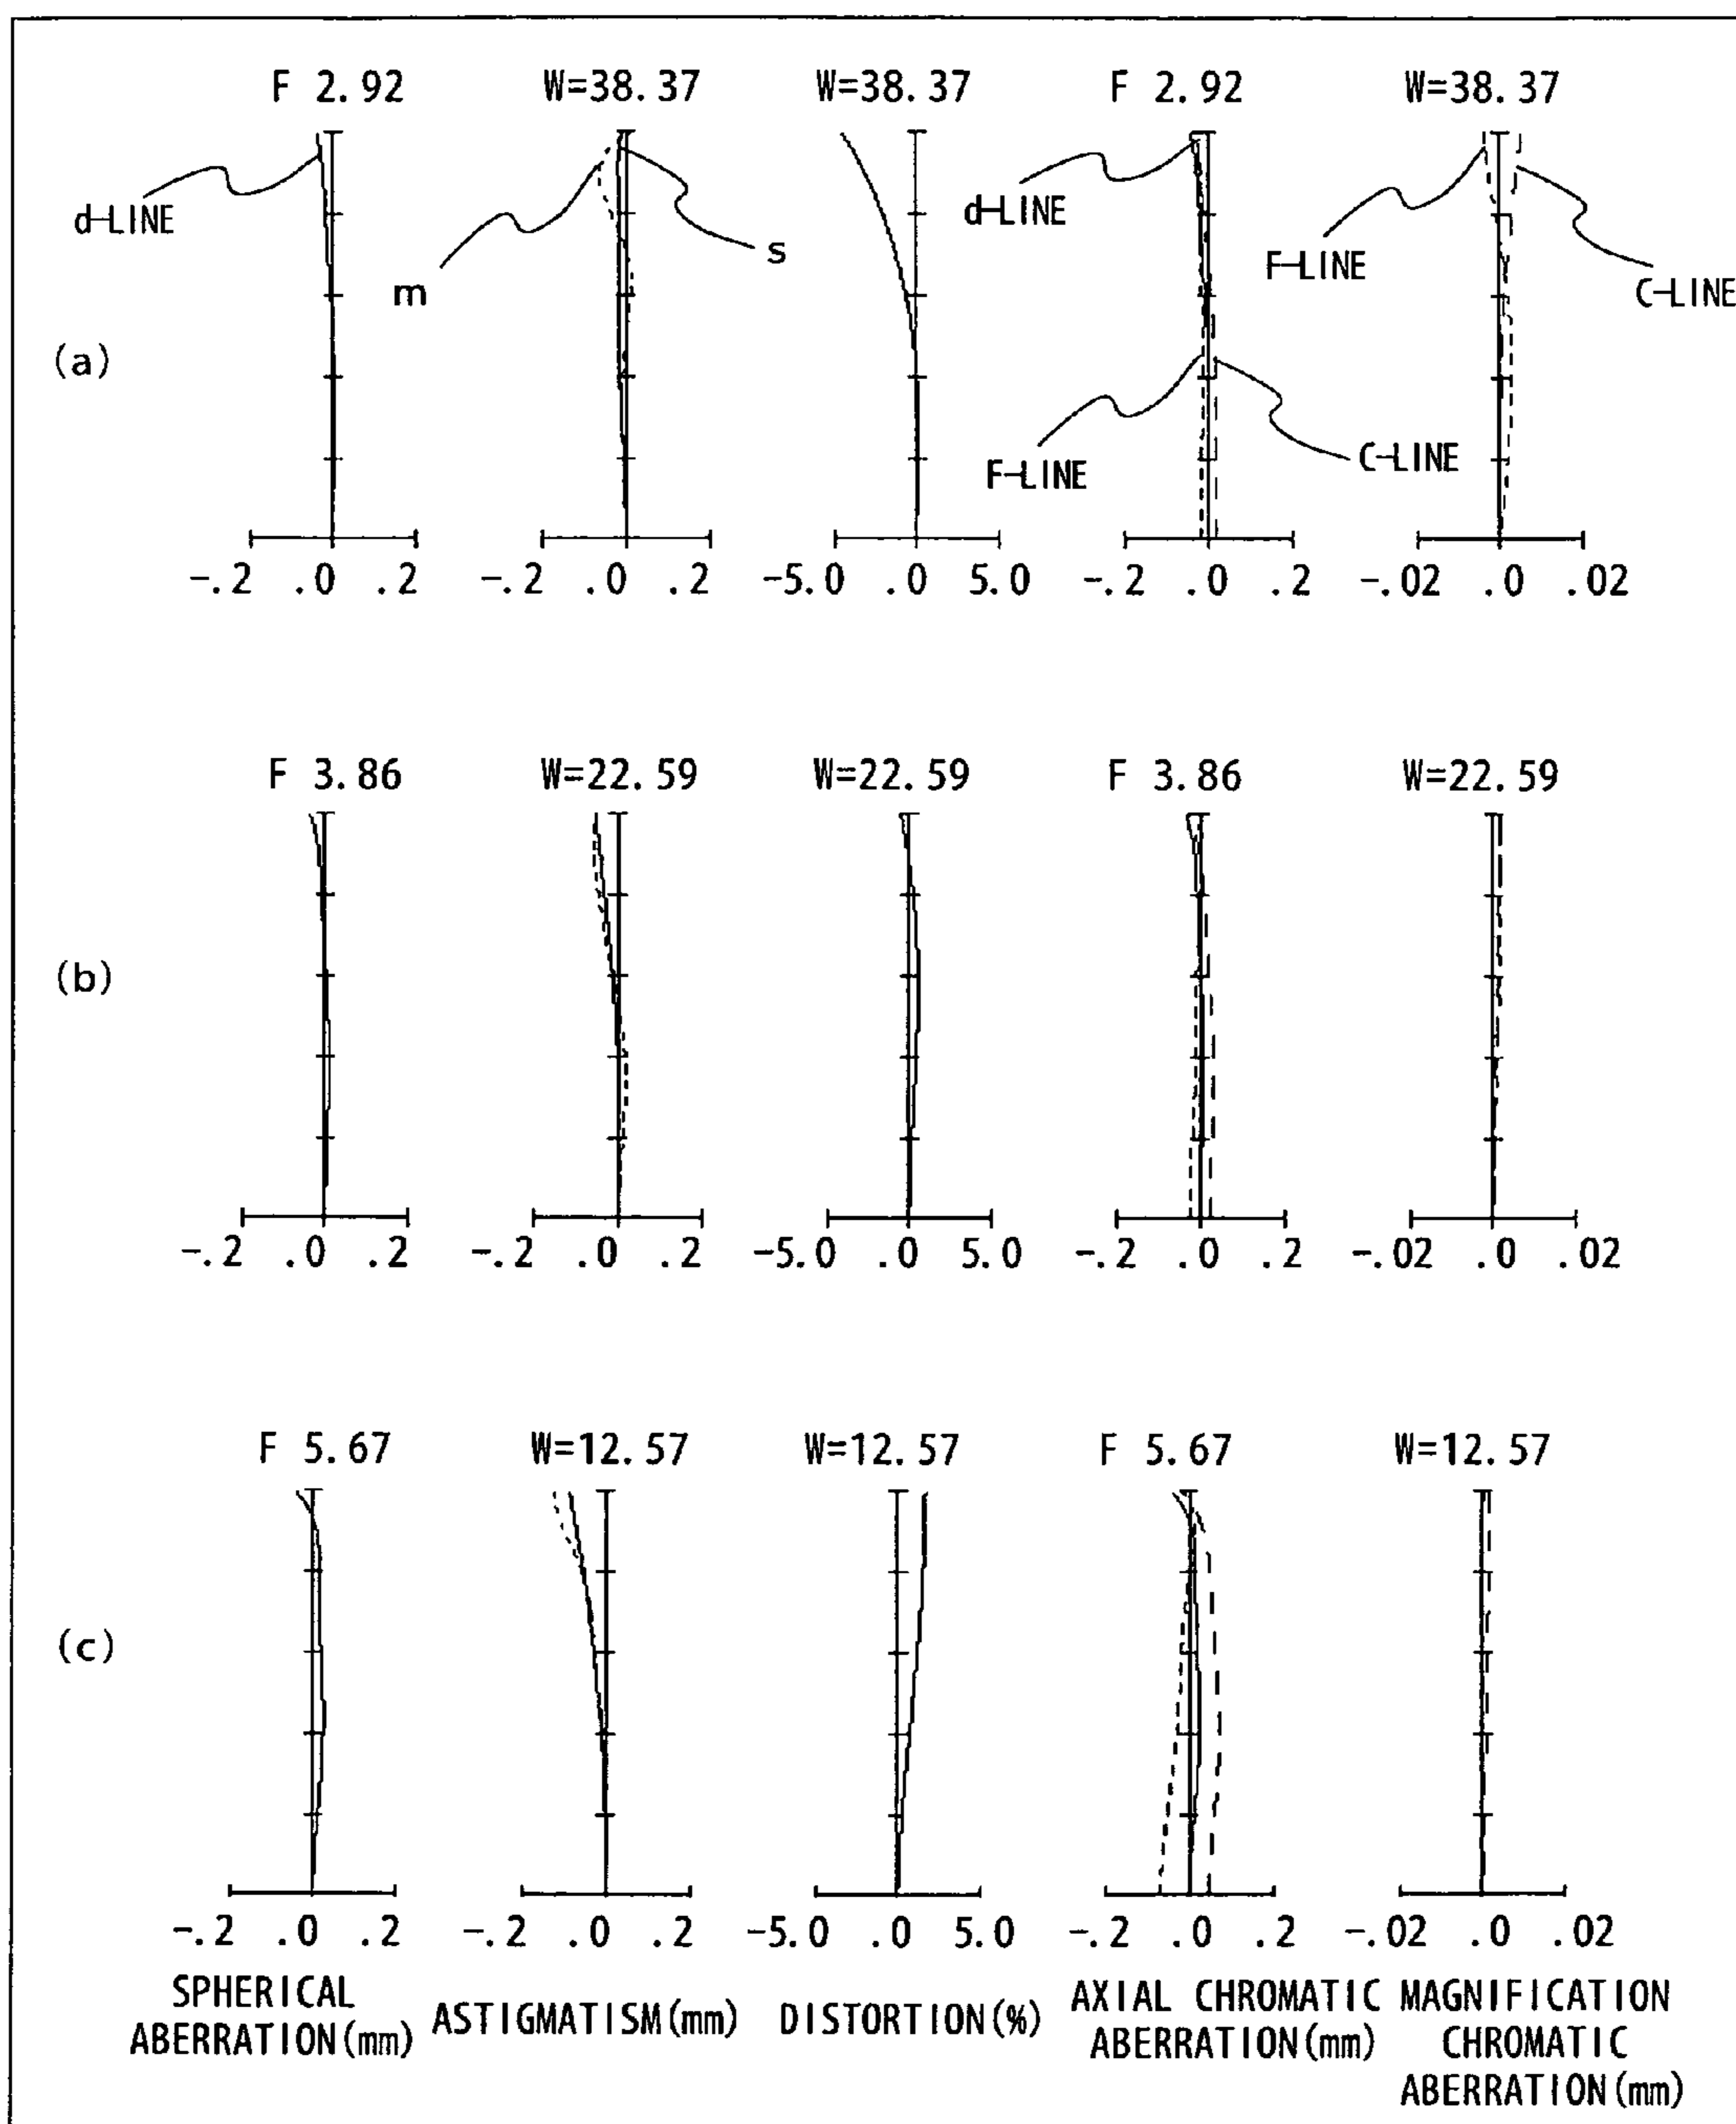 F 2.92 W=38.37 W=38.37 F 2.92 W=38.37
d-LINE m s d-LINE F-LINE C-LINE F-LINE C-LINE
(a)
-.2 .0 .2 -.2 .0 .2 -5.0 .0 5.0 -.2 .0 .2 -.02 .0 .02
F 3.86 W=22.59 W=22.59 F 3.86 W=22.59
(b)
-.2 .0 .2 -.2 .0 .2 -5.0 .0 5.0 -.2 .0 .2 -.02 .0 .02
F 5.67 W=12.57 W=12.57 F 5.67 W=12.57
(c)
-.2 .0 .2 -.2 .0 .2 -5.0 .0 5.0 -.2 .0 .2 -.02 .0 .02
SPHERICAL
ABERRATION(mm)
ASTIGMATISM(mm)
DISTORTION(%)
AXIAL CHROMATIC
ABERRATION(mm)
MAGNIFICATION
CHROMATIC
ABERRATION(mm)